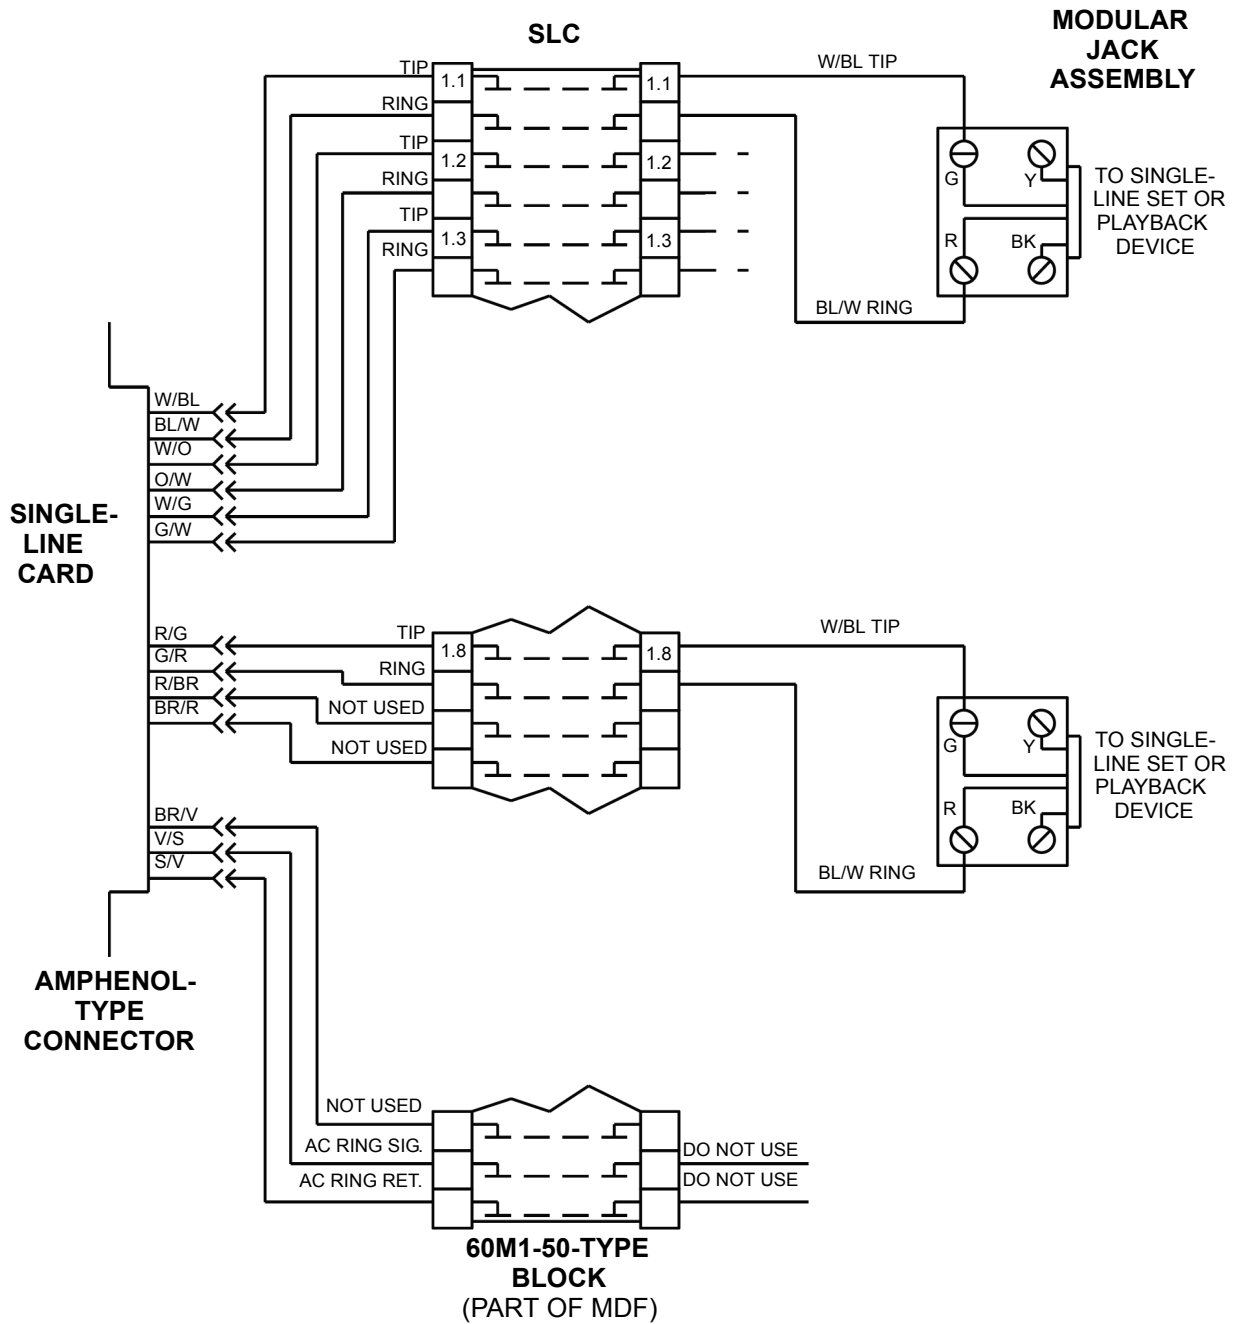 SLC
MODULAR
JACK
ASSEMBLY
TIP
1.1
1.1
W/BL TIP
RING
TIP
1.2
1.2
RING
TIP
1.3
1.3
RING
G
Y
R
BK
TO SINGLE-
LINE SET OR
PLAYBACK
DEVICE
BL/W RING
W/BL
BL/W
W/O
O/W
W/G
G/W
SINGLE-
LINE
CARD
R/G
G/R
R/BR
BR/R
TIP
1.8
1.8
W/BL TIP
RING
NOT USED
NOT USED
G
Y
R
BK
TO SINGLE-
LINE SET OR
PLAYBACK
DEVICE
BL/W RING
BR/V
V/S
S/V
AMPHENOL-
TYPE
CONNECTOR
NOT USED
AC RING SIG.
DO NOT USE
AC RING RET.
DO NOT USE
60M1-50-TYPE
BLOCK
(PART OF MDF)